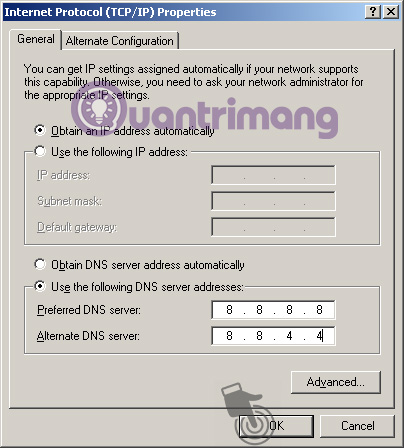 Internet Protocol (TCP/IP) Properties
General
Alternate Configuration
You can get IP settings assigned automatically if your network supports
this capability. Otherwise, you need to ask your network administrator for
the appropriate IP settings.
Quantrimang
Obtain an IP address automatically
Use the following IP address:
IP address:
Subnet mask:
Default gateway:
Obtain DNS server address automatically
Use the following DNS server addresses:
Preferred DNS server: 8 . 8 . 8 . 8
Alternate DNS server: 8 . 8 . 4 . 4
Advanced...
OK
Cancel